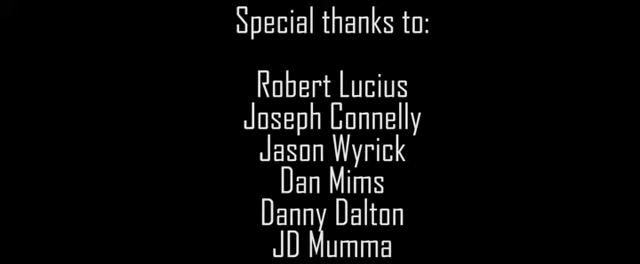 Special thanks to:
Robert Lucius
Joseph Connelly
Jason Wyrick
Dan Mims
Danny Dalton
JD Mumma